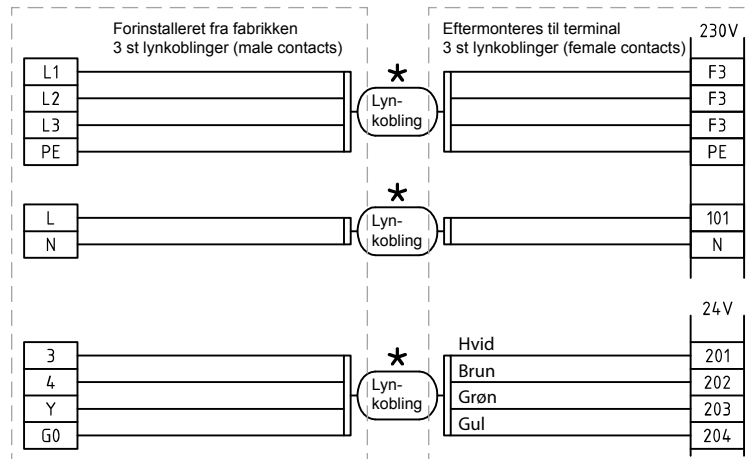 Forinstalleret fra fabrikken
3 st lynkoblinger (male contacts)
Eftermonteres til terminal
3 st lynkoblinger (female contacts)
230V
L1
L2
L3
PE
*
Lyn-
kobling
F3
F3
F3
PE
L
N
*
Lyn-
kobling
101
N
24V
3
4
Y
G0
*
Lyn-
kobling
Hvid
Brun
Grøn
Gul
201
202
203
204